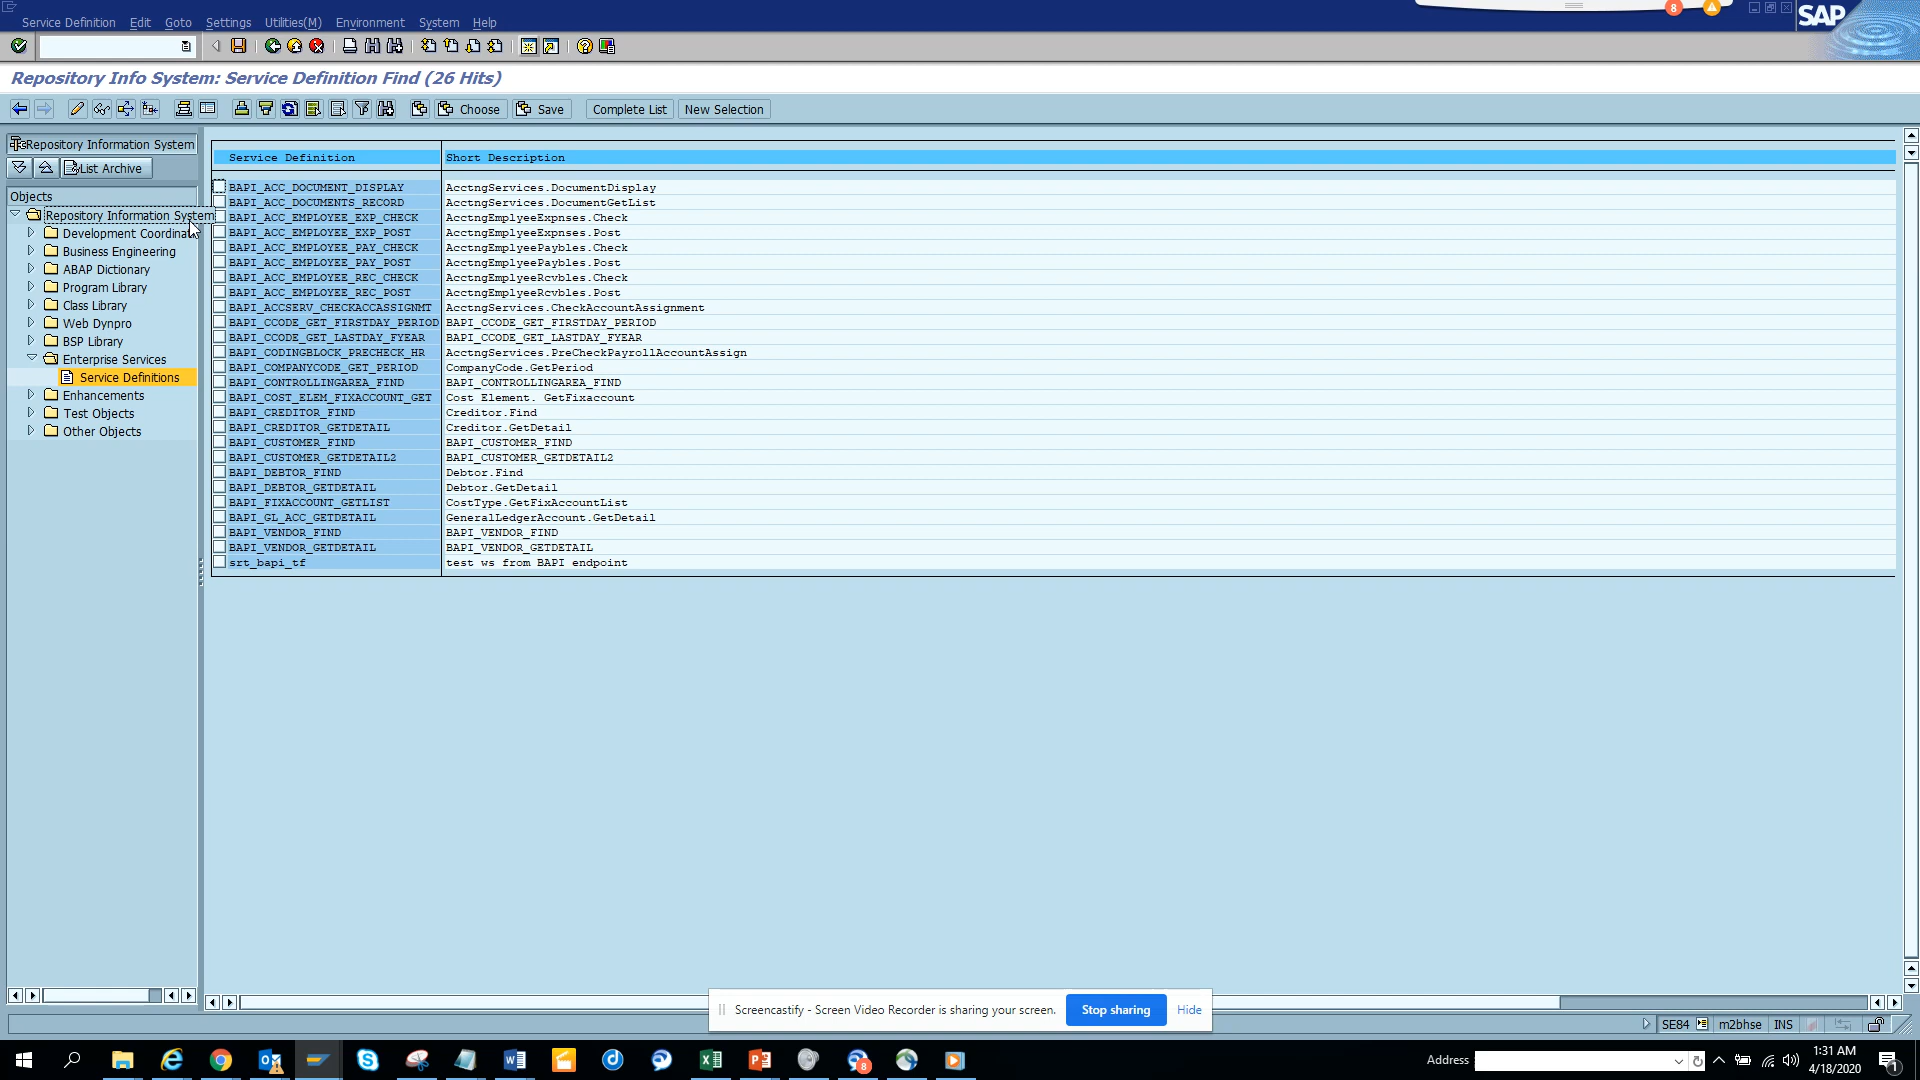 Service Definition Edit Goto Settings Utilities(M) Environment System Help
8
SAP
Repository Info System: Service Definition Find (26 Hits)
Choose Save Complete List New Selection
Repository Information System
List Archive
Objects
Repository Information System
Development Coordinat
Business Engineering
ABAP Dictionary
Program Library
Class Library
Web Dynpro
BSP Library
Enterprise Services
Service Definitions
Enhancements
Test Objects
Other Objects
Service Definition Short Description
BAPI_ACC_DOCUMENT_DISPLAY AcctngServices.DocumentDisplay
BAPI_ACC_DOCUMENTS_RECORD AcctngServices.DocumentGetList
BAPI_ACC_EMPLOYEE_EXP_CHECK AcctngEmplyeeExpnses.Check
BAPI_ACC_EMPLOYEE_EXP_POST AcctngEmplyeeExpnses.Post
BAPI_ACC_EMPLOYEE_PAY_CHECK AcctngEmplyeePaybles.Check
BAPI_ACC_EMPLOYEE_PAY_POST AcctngEmplyeePaybles.Post
BAPI_ACC_EMPLOYEE_REC_CHECK AcctngEmplyeeRcvbles.Check
BAPI_ACC_EMPLOYEE_REC_POST AcctngEmplyeeRcvbles.Post
BAPI_ACCSERV_CHECKACCASSIGNMT AcctngServices.CheckAccountAssignment
BAPI_CCODE_GET_FIRSTDAY_PERIOD BAPI_CCODE_GET_FIRSTDAY_PERIOD
BAPI_CCODE_GET_LASTDAY_FYEAR BAPI_CCODE_GET_LASTDAY_FYEAR
BAPI_CODINGBLOCK_PRECHECK_HR AcctngServices.PreCheckPayrollAccountAssign
BAPI_COMPANYCODE_GET_PERIOD CompanyCode.GetPeriod
BAPI_CONTROLLINGAREA_FIND BAPI_CONTROLLINGAREA_FIND
BAPI_COST_ELEM_FIXACCOUNT_GET Cost Element. GetFixaccount
BAPI_CREDITOR_FIND Creditor.Find
BAPI_CREDITOR_GETDETAIL Creditor.GetDetail
BAPI_CUSTOMER_FIND BAPI_CUSTOMER_FIND
BAPI_CUSTOMER_GETDETAIL2 BAPI_CUSTOMER_GETDETAIL2
BAPI_DEBTOR_FIND Debtor.Find
BAPI_DEBTOR_GETDETAIL Debtor.GetDetail
BAPI_FIXACCOUNT_GETLIST CostType.GetFixAccountList
BAPI_GL_ACC_GETDETAIL GeneralLedgerAccount.GetDetail
BAPI_VENDOR_FIND BAPI_VENDOR_FIND
BAPI_VENDOR_GETDETAIL BAPI_VENDOR_GETDETAIL
srt_bapi_tf test ws from BAPI endpoint
Screencastify - Screen Video Recorder is sharing your screen. Stop sharing Hide
SE84 m2bhse INS
8
Address
1:31 AM
4/18/2020
1